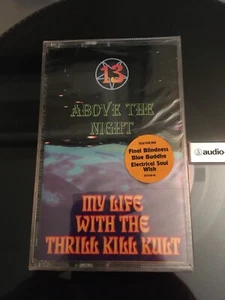 13
ABOVE THE
NIGHT
FEATURING
Final Blindness
Blue Buddha
Electrical Soul
Wish
audio-
MY LIFE
WITH THE
THRILL KILL KULT